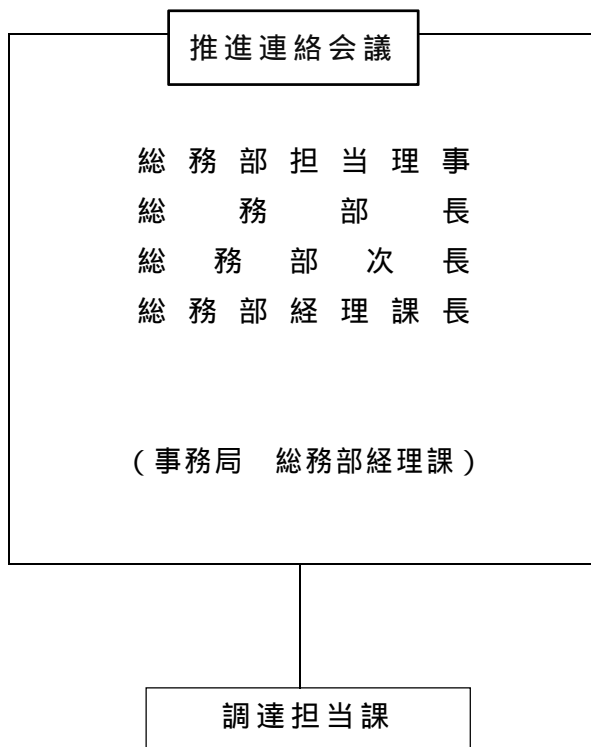 推進連絡会議
総務部担当理事
総務部長
総務部次長
総務部経理課長
（事務局　総務部経理課）
調達担当課